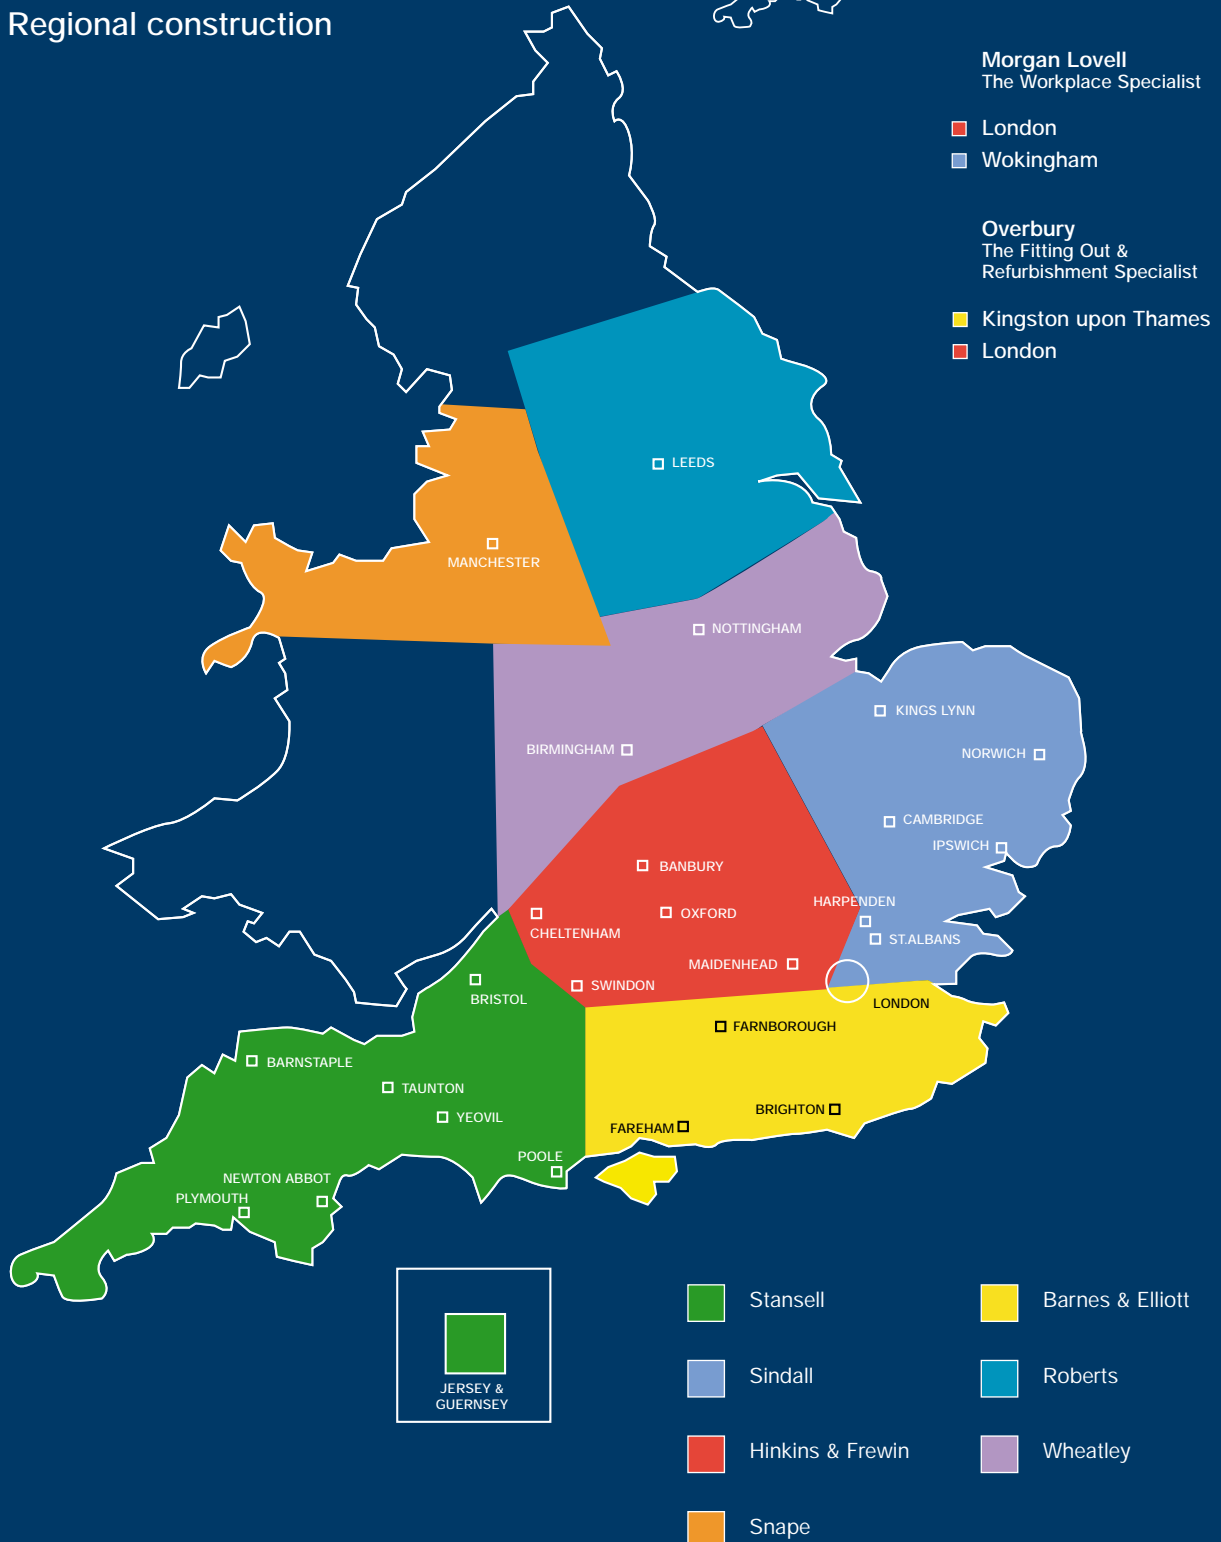 Regional construction
Morgan Lovell
The Workplace Specialist
London
Wokingham
Overbury
The Fitting Out &
Refurbishment Specialist
Kingston upon Thames
London
LEEDS
MANCHESTER
NOTTINGHAM
KINGS LYNN
BIRMINGHAM
NORWICH
CAMBRIDGE
IPSWICH
BANBURY
HARPENDEN
OXFORD
CHELTENHAM
ST.ALBANS
MAIDENHEAD
SWINDON
BRISTOL
LONDON
FARNBOROUGH
BARNSTAPLE
TAUNTON
YEOVIL
BRIGHTON
FAREHAM
POOLE
NEWTON ABBOT
PLYMOUTH
JERSEY &
GUERNSEY
Stansell
Barnes & Elliott
Sindall
Roberts
Hinkins & Frewin
Wheatley
Snape